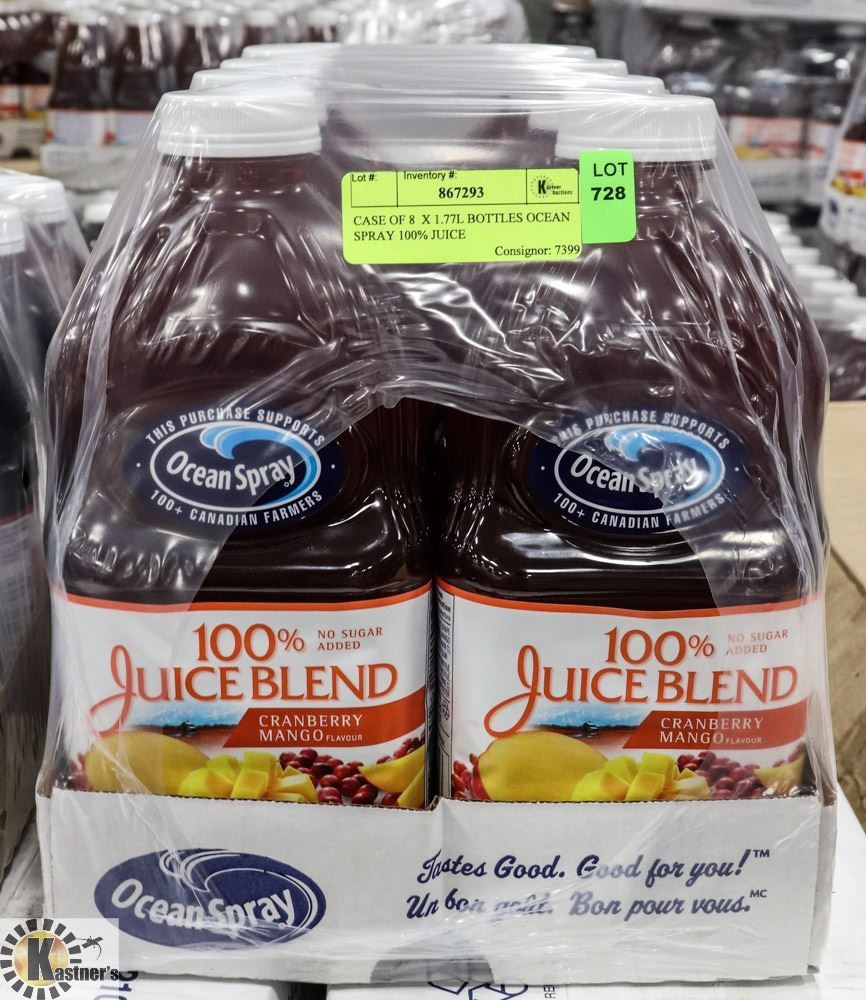 Lot #:
Inventory #:
867293
Kastner
Auctions
CASE OF 8 X 1.77L BOTTLES OCEAN
SPRAY 100% JUICE
Consignor: 7399
LOT
728
THIS PURCHASE SUPPORTS
Ocean Spray
100+ CANADIAN FARMERS
THIS PURCHASE SUPPORTS
Ocean Spray
100+ CANADIAN FARMERS
100% NO SUGAR
ADDED
JUICE BLEND
CRANBERRY
MANGO FLAVOUR
100% NO SUGAR
ADDED
JUICE BLEND
CRANBERRY
MANGO FLAVOUR
Ocean Spray
Tastes Good. Good for you!™
Un bon goût. Bon pour vous.MC
Kastner's